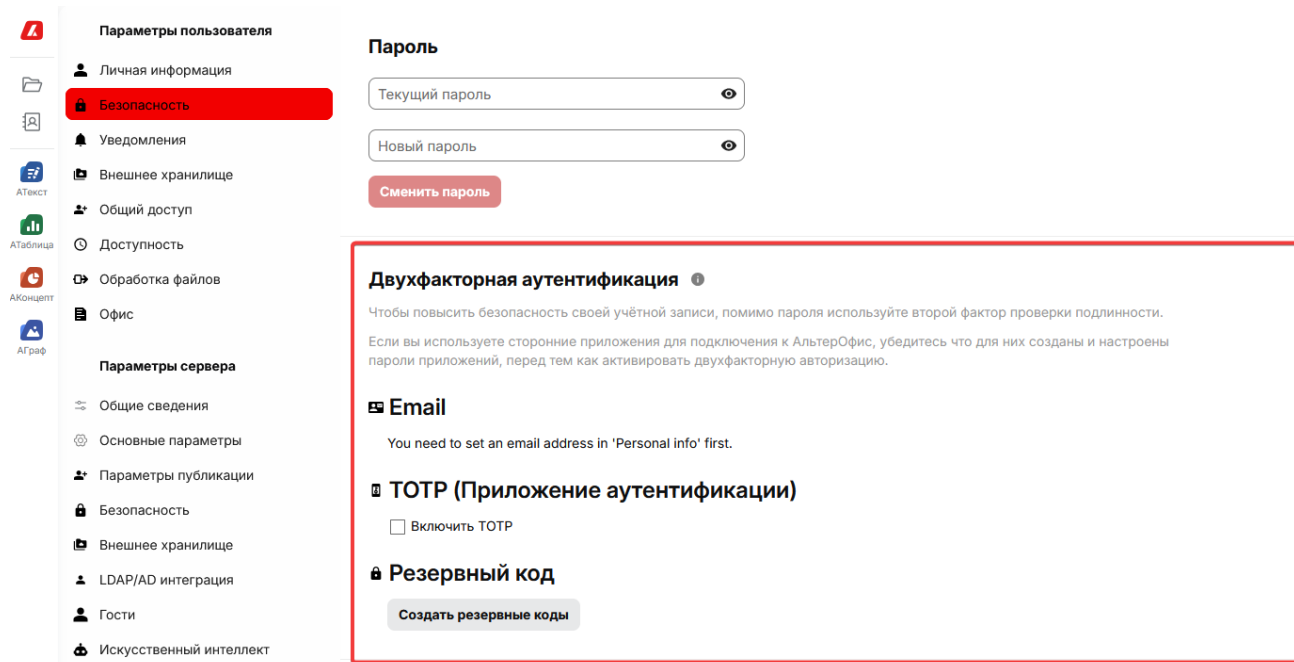 АТекст
АТаблица
АКонцепт
АГраф
Параметры пользователя
Личная информация
Безопасность
Уведомления
Внешнее хранилище
Общий доступ
Доступность
Обработка файлов
Офис
Параметры сервера
Общие сведения
Основные параметры
Параметры публикации
Безопасность
Внешнее хранилище
LDAP/AD интеграция
Гости
Искусственный интеллект
Пароль
Текущий пароль
Новый пароль
Сменить пароль
Двухфакторная аутентификация
Чтобы повысить безопасность своей учётной записи, помимо пароля используйте второй фактор проверки подлинности.
Если вы используете сторонние приложения для подключения к АльтерОфис, убедитесь что для них созданы и настроены
пароли приложений, перед тем как активировать двухфакторную авторизацию.
Email
You need to set an email address in 'Personal info' first.
TOTP (Приложение аутентификации)
Включить TOTP
Резервный код
Создать резервные коды